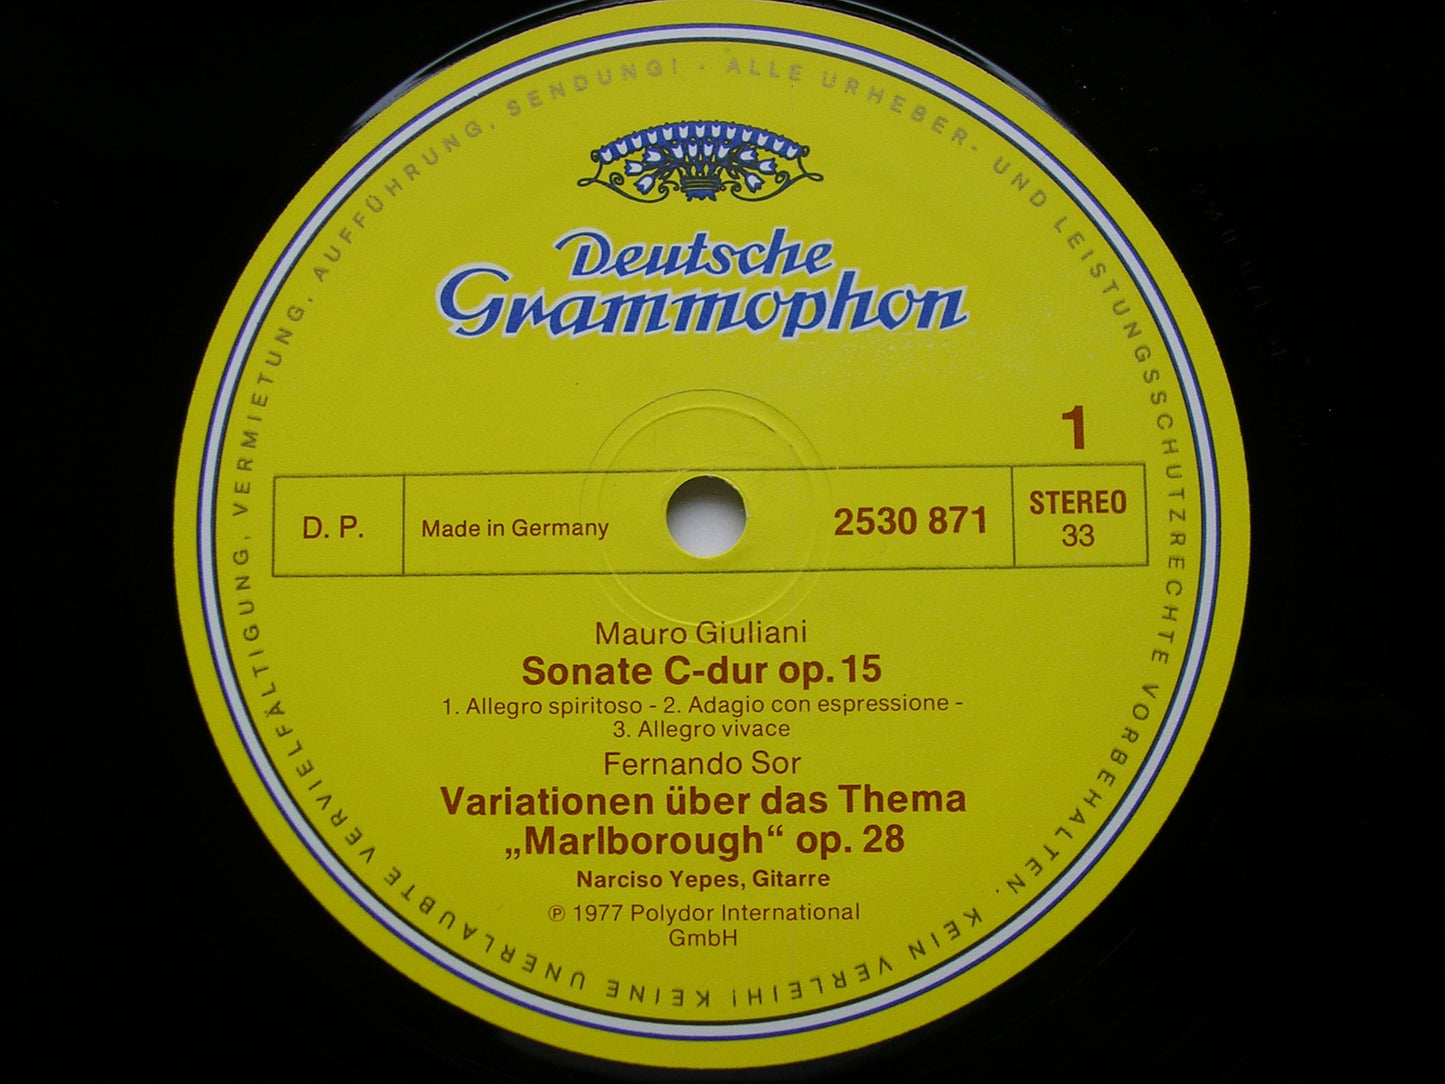 ALLE URHEBER- UND LEISTUNGSSCHUTZRECHTE VORBEHALTEN. KEIN VERLEIH! KEINE UNERLAUBTE VERVIELFÄLTIGUNG, VERMIETUNG, AUFFÜHRUNG, SENDUNG! ·
Deutsche
Grammophon
1
D. P.
Made in Germany
2530 871
STEREO
33
Mauro Giuliani
Sonate C-dur op. 15
1. Allegro spiritoso - 2. Adagio con espressione -
3. Allegro vivace
Fernando Sor
Variationen über das Thema
„Marlborough“ op. 28
Narciso Yepes, Gitarre
℗ 1977 Polydor International
GmbH